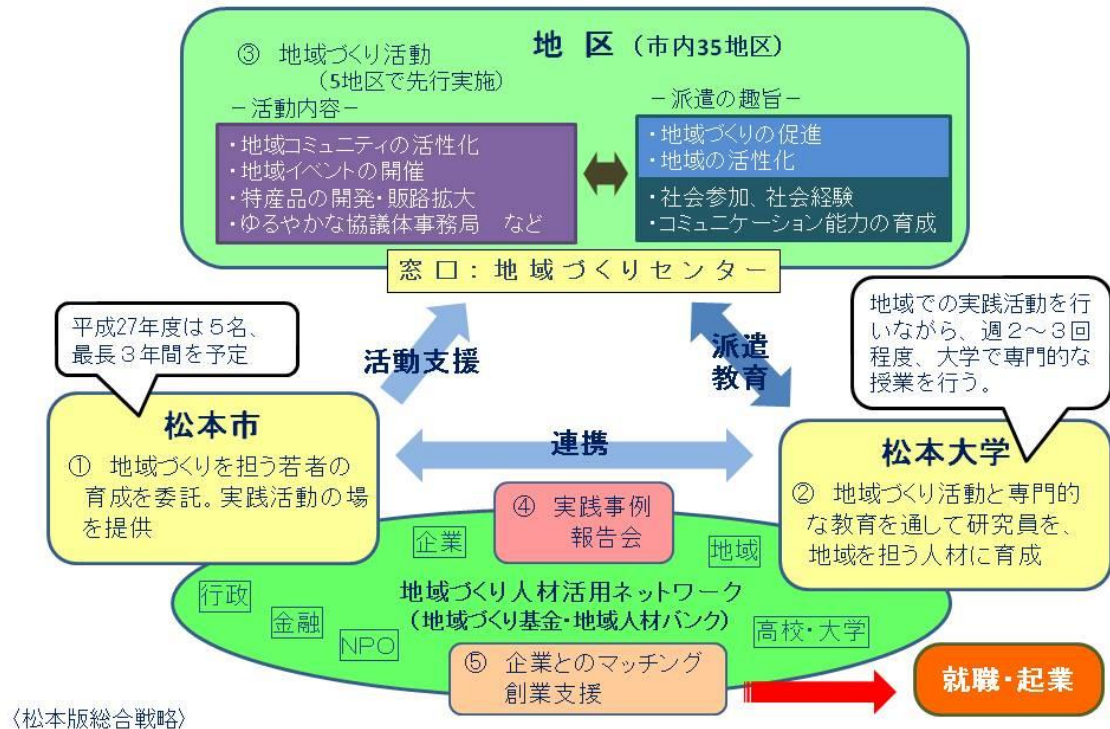 地 区 (市内35地区)
③ 地域づくり活動
(5地区で先行実施)
－活動内容－
・地域コミュニティの活性化
・地域イベントの開催
・特産品の開発・販路拡大
・ゆるやかな協議体事務局 など
－派遣の趣旨－
・地域づくりの促進
・地域の活性化
・社会参加、社会経験
・コミュニケーション能力の育成
窓口：地域づくりセンター
平成27年度は５名、
最長３年間を予定
活動支援
派遣
教育
地域での実践活動を行
いながら、週２～３回
程度、大学で専門的な
授業を行う。
松本市
① 地域づくりを担う若者の
育成を委託。実践活動の場
を提供
連携
松本大学
② 地域づくり活動と専門的
な教育を通して研究員を、
地域を担う人材に育成
④ 実践事例
報告会
企業
地域
行政
金融
NPO
高校・大学
地域づくり人材活用ネットワーク
(地域づくり基金・地域人材バンク)
⑤ 企業とのマッチング
創業支援
就職・起業
〈松本版総合戦略〉